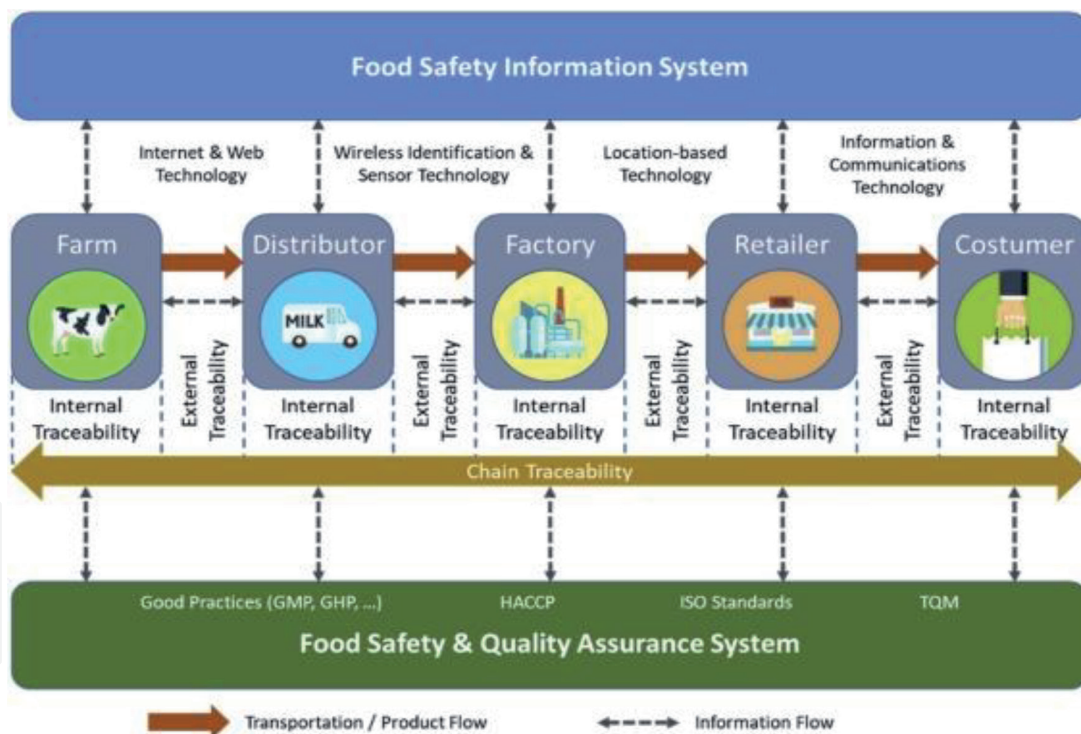 Food Safety Information System
Internet & Web
Technology
Wireless Identification &
Sensor Technology
Location-based
Technology
Information &
Communications
Technology
Farm
Distributor
Factory
Retailer
Costumer
MILK
Internal
Traceability
External
Traceability
Internal
Traceability
External
Traceability
Internal
Traceability
External
Traceability
Internal
Traceability
External
Traceability
Internal
Traceability
Chain Traceability
Good Practices (GMP, GHP, ...)
HACCP
ISO Standards
TQM
Food Safety & Quality Assurance System
Transportation / Product Flow
Information Flow